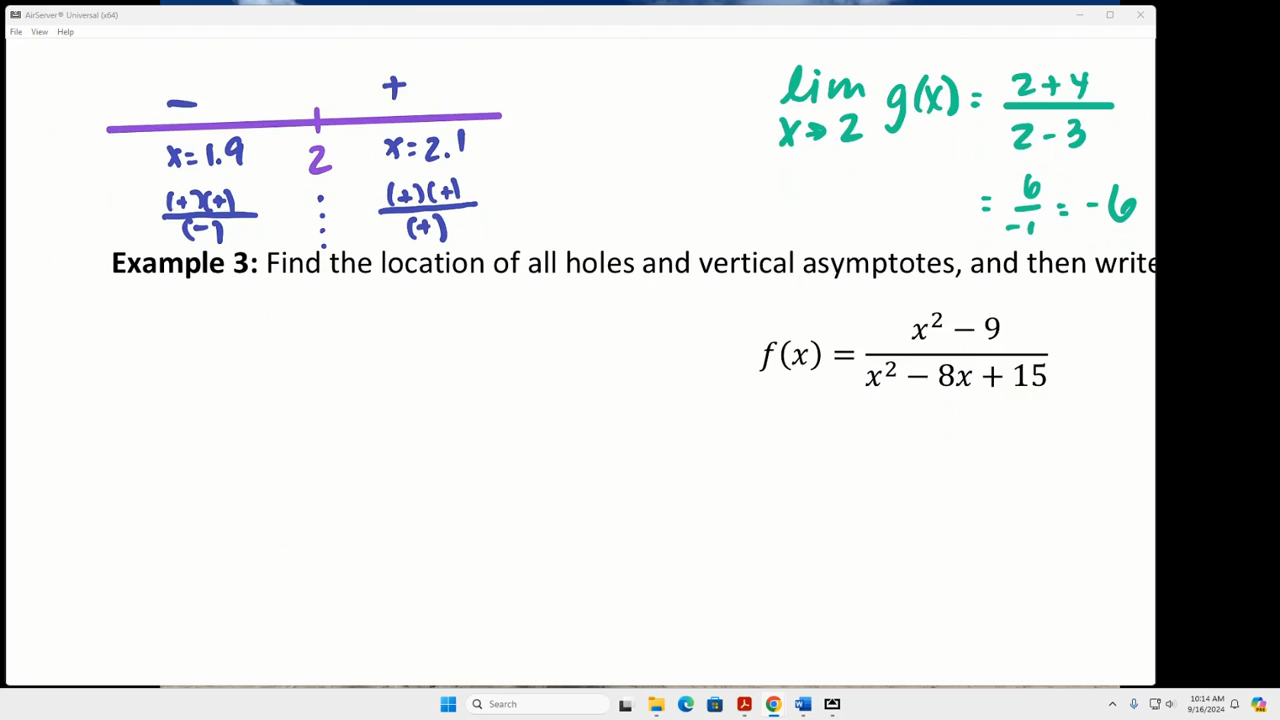 AirServer® Universal (x64)
File View Help
− +
x=1.9 2 x=2.1
(+)(+)/(-) (+)(+)/(+)
lim x→2 g(x) = 2+4/2-3
= 6/-1 = -6
Example 3: Find the location of all holes and vertical asymptotes, and then write
f(x) = x² − 9 / x² − 8x + 15
Search
10:14 AM
9/16/2024